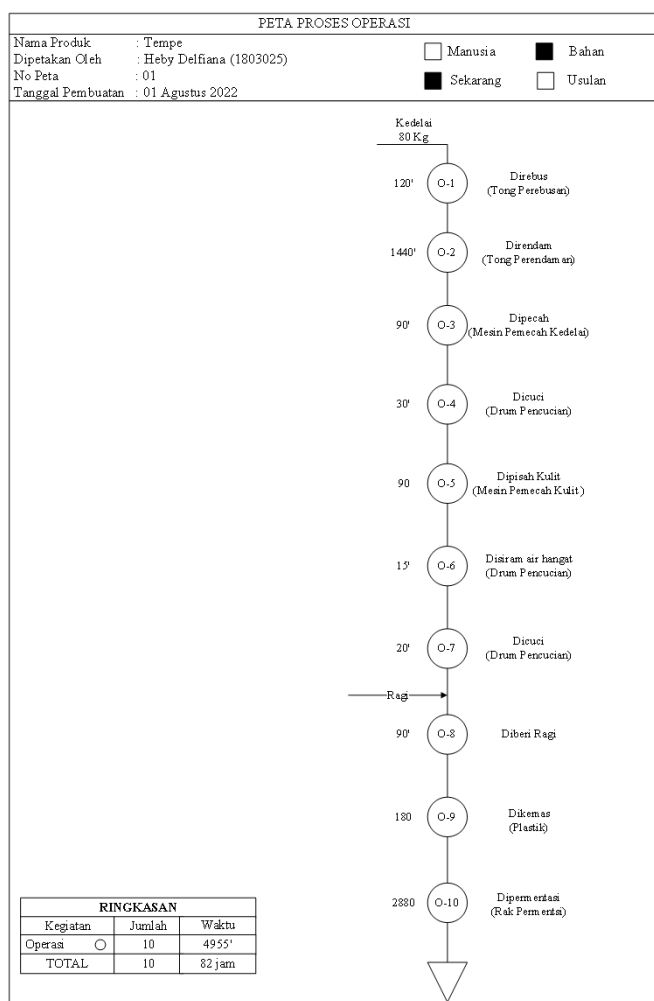 PETA PROSES OPERASI
Nama Produk : Tempe
Dipetakan Oleh : Heby Delfiana (1803025)
No Peta : 01
Tanggal Pembuatan : 01 Agustus 2022
Manusia Bahan
Sekarang Usulan
Kedelai
80 Kg
120' O-1 Direbus
(Tong Perebusan)
1440' O-2 Direndam
(Tong Perendaman)
90' O-3 Dipecah
(Mesin Pemecah Kedelai)
30' O-4 Dicuci
(Drum Pencucian)
90 O-5 Dipisah Kulit
(Mesin Pemecah Kulit)
15' O-6 Disiram air hangat
(Drum Pencucian)
20' O-7 Dicuci
(Drum Pencucian)
Ragi
90' O-8 Diberi Ragi
180 O-9 Dikemas
(Plastik)
2880 O-10 Dipermentasi
(Rak Permentsi)
RINGKASAN
Kegiatan Jumlah Waktu
Operasi 10 4955'
TOTAL 10 82 jam